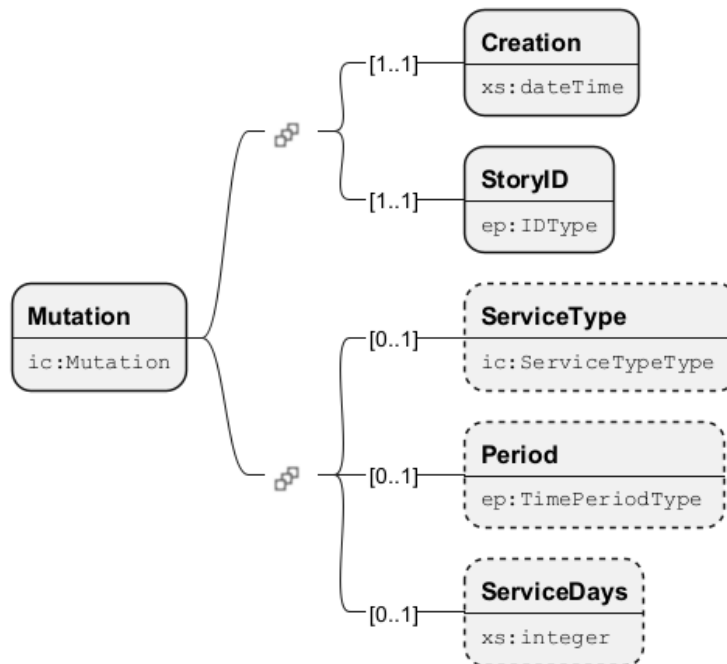 Creation
[1..1]
xs:dateTime
StoryID
[1..1]
ep:IDType
Mutation
ic:Mutation
ServiceType
[0..1]
ic:ServiceTypeType
Period
[0..1]
ep:TimePeriodType
ServiceDays
[0..1]
xs:integer